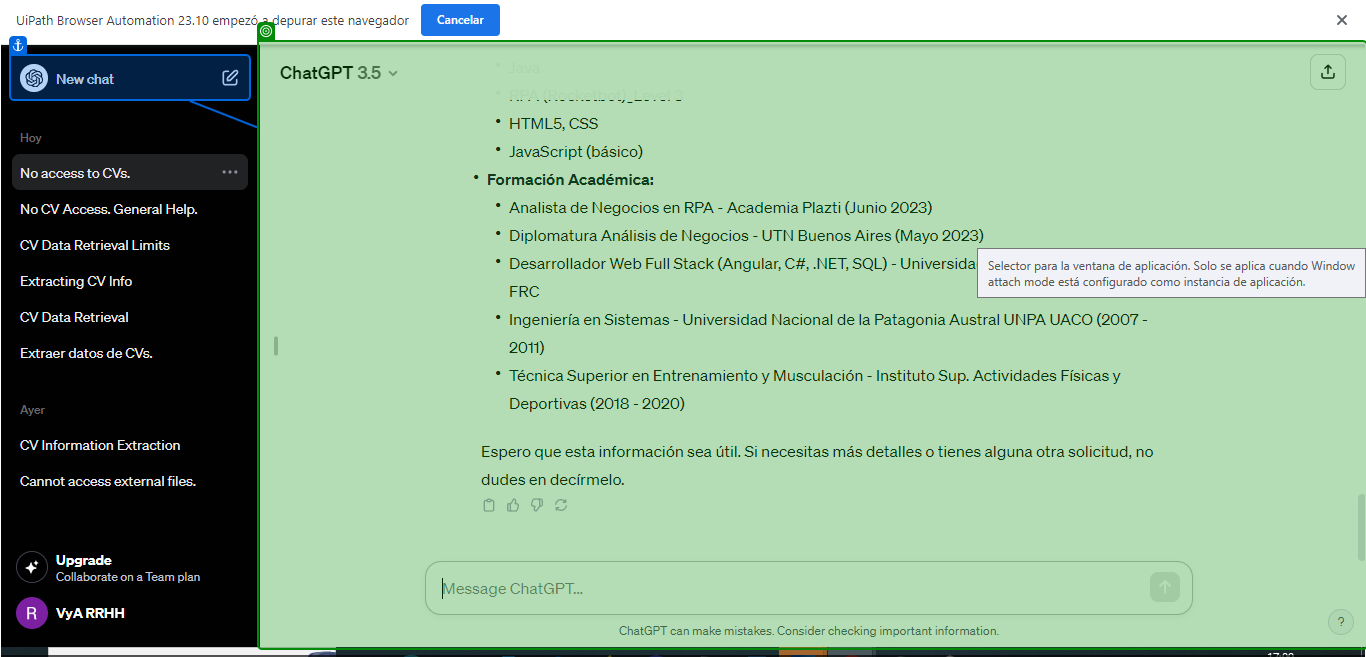 UiPath Browser Automation 23.10 empezó a depurar este navegador
Cancelar
New chat
Hoy
No access to CVs.
No CV Access. General Help.
CV Data Retrieval Limits
Extracting CV Info
CV Data Retrieval
Extraer datos de CVs.
Ayer
CV Information Extraction
Cannot access external files.
Upgrade
Collaborate on a Team plan
R
VyA RRHH
ChatGPT 3.5
Java
RPA (Rocketbot)_Level 3
HTML5, CSS
JavaScript (básico)
Formación Académica:
Analista de Negocios en RPA - Academia Plazti (Junio 2023)
Diplomatura Análisis de Negocios - UTN Buenos Aires (Mayo 2023)
Desarrollador Web Full Stack (Angular, C#, .NET, SQL) - Universida
FRC
Ingeniería en Sistemas - Universidad Nacional de la Patagonia Austral UNPA UACO (2007 -
2011)
Técnica Superior en Entrenamiento y Musculación - Instituto Sup. Actividades Físicas y
Deportivas (2018 - 2020)
Selector para la ventana de aplicación. Solo se aplica cuando Window
attach mode está configurado como instancia de aplicación.
Espero que esta información sea útil. Si necesitas más detalles o tienes alguna otra solicitud, no
dudes en decírmelo.
Message ChatGPT...
ChatGPT can make mistakes. Consider checking important information.
?